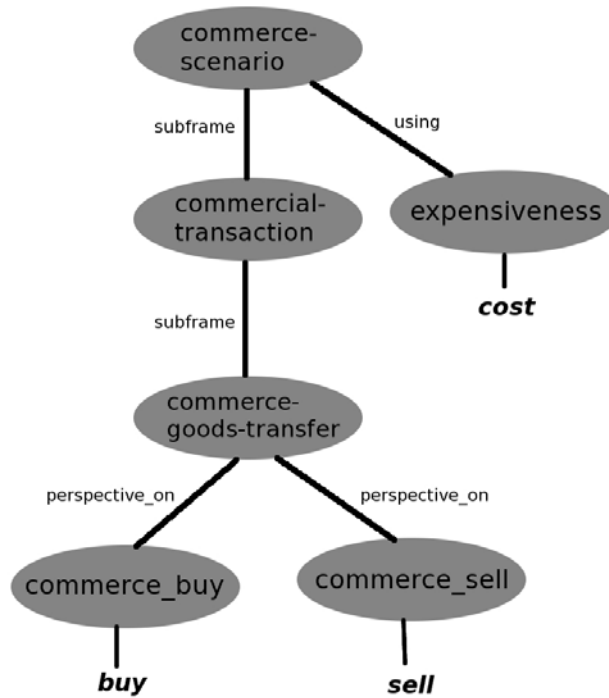 commerce-
scenario
subframe
using
commercial-
transaction
expensiveness
cost
subframe
commerce-
goods-transfer
perspective_on
perspective_on
commerce_buy
commerce_sell
buy
sell